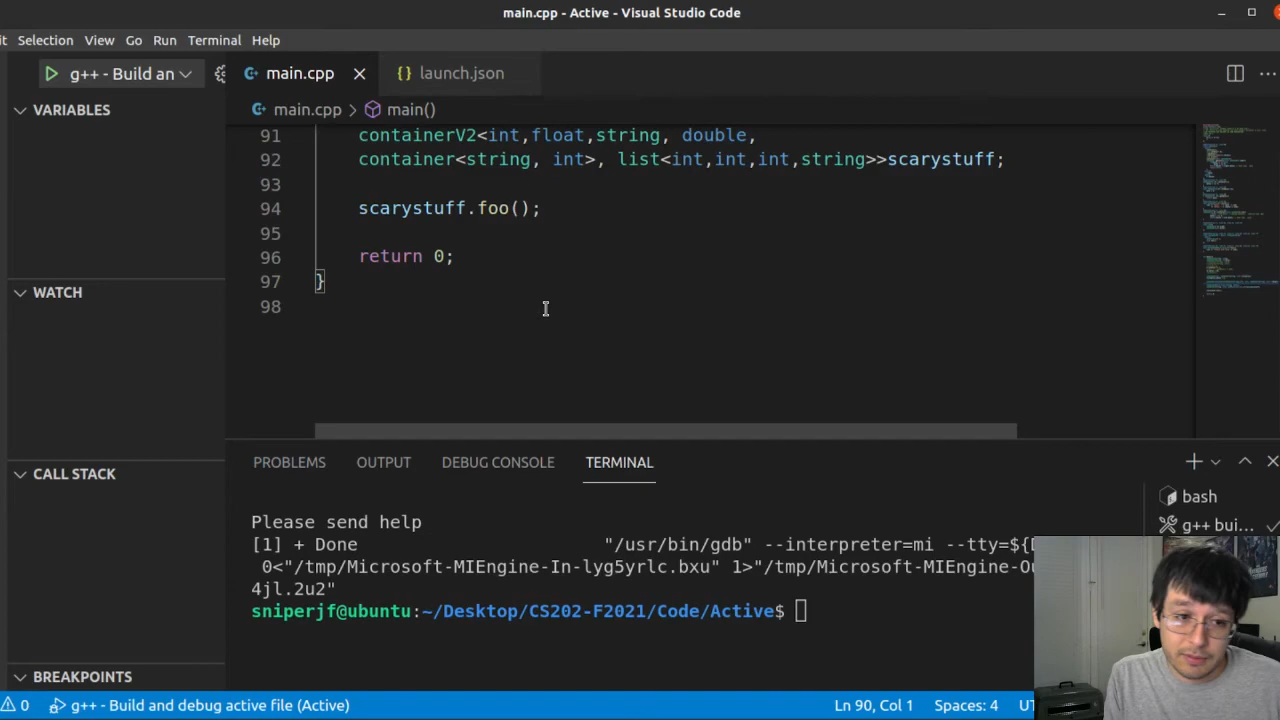 main.cpp - Active - Visual Studio Code
it Selection View Go Run Terminal Help
g++ - Build an main.cpp launch.json
VARIABLES
main.cpp > main()
91 containerV2<int,float,string, double,
92 container<string, int>, list<int,int,int,string>>scarystuff;
93
94 scarystuff.foo();
95
96 return 0;
97 }
98
WATCH
CALL STACK
BREAKPOINTS
PROBLEMS OUTPUT DEBUG CONSOLE TERMINAL
bash
g++ bui...
Please send help
[1] + Done "/usr/bin/gdb" --interpreter=mi --tty=${D
0<"/tmp/Microsoft-MIEngine-In-lyg5yrlc.bxu" 1>"/tmp/Microsoft-MIEngine-Ou
4jl.2u2"
sniperjf@ubuntu:~/Desktop/CS202-F2021/Code/Active$
0 g++ - Build and debug active file (Active) Ln 90, Col 1 Spaces: 4 UT